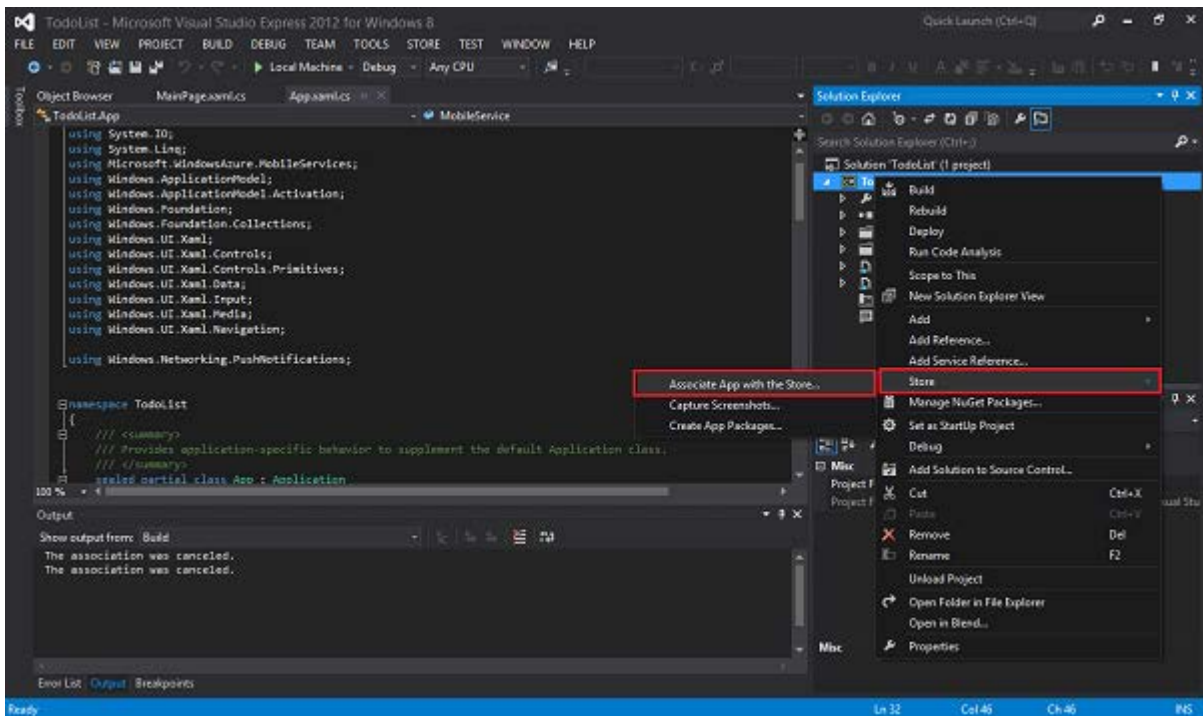 TodoList - Microsoft Visual Studio Express 2012 for Windows 8
Quick Launch (Ctrl+Q)
FILE EDIT VIEW PROJECT BUILD DEBUG TEAM TOOLS STORE TEST WINDOW HELP
Local Machine Debug Any CPU
Toolbox
Object Browser MainPage.xaml.cs App.xaml.cs
TodoList.App MobileService
using System.IO;
using System.Linq;
using Microsoft.WindowsAzure.MobileServices;
using Windows.ApplicationModel;
using Windows.ApplicationModel.Activation;
using Windows.Foundation;
using Windows.Foundation.Collections;
using Windows.UI.Xaml;
using Windows.UI.Xaml.Controls;
using Windows.UI.Xaml.Controls.Primitives;
using Windows.UI.Xaml.Data;
using Windows.UI.Xaml.Input;
using Windows.UI.Xaml.Media;
using Windows.UI.Xaml.Navigation;
using Windows.Networking.PushNotifications;
namespace TodoList
{
/// <summary>
/// Provides application-specific behavior to supplement the default Application class.
/// </summary>
sealed partial class App : Application
100 %
Output
Show output from: Build
The association was canceled.
The association was canceled.
Error List Output Breakpoints
Solution Explorer
Search Solution Explorer (Ctrl+;)
Solution 'TodoList' (1 project)
To
Build
Rebuild
Deploy
Run Code Analysis
Scope to This
New Solution Explorer View
Add
Add Reference...
Add Service Reference...
Store
Associate App with the Store...
Capture Screenshots...
Create App Packages...
Manage NuGet Packages...
Set as StartUp Project
Debug
Add Solution to Source Control...
Cut Ctrl+X
Paste Ctrl+V
Remove Del
Rename F2
Unload Project
Open Folder in File Explorer
Open in Blend...
Properties
Misc
Project F
Project F
ual Stu
Misc
Ready Ln 32 Col 46 Ch 46 INS